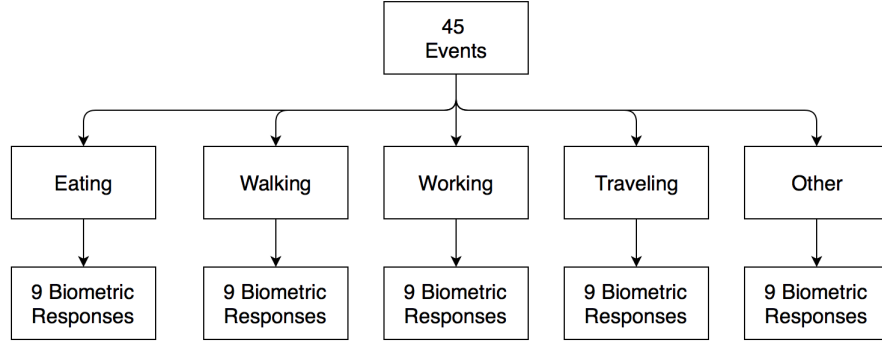 45
Events
Eating
Walking
Working
Traveling
Other
9 Biometric
Responses
9 Biometric
Responses
9 Biometric
Responses
9 Biometric
Responses
9 Biometric
Responses